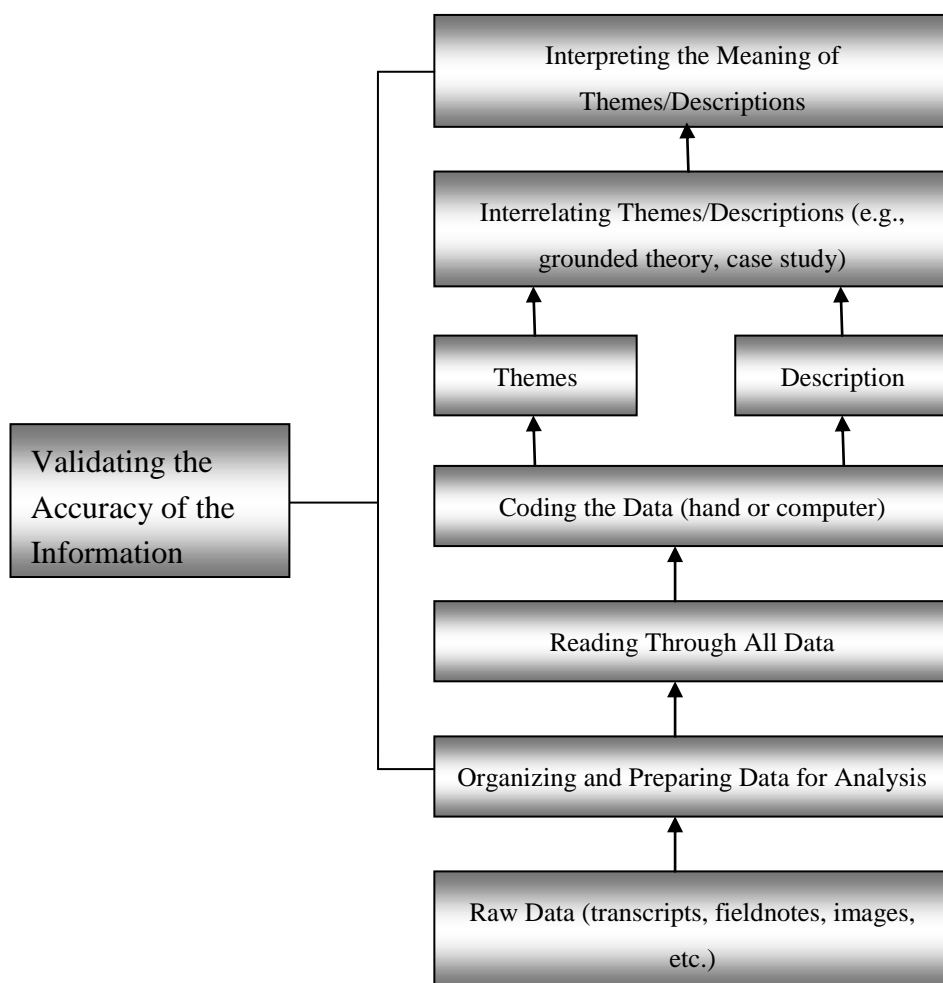 Interpreting the Meaning of
Themes/Descriptions
Interrelating Themes/Descriptions (e.g.,
grounded theory, case study)
Themes
Description
Validating the
Accuracy of the
Information
Coding the Data (hand or computer)
Reading Through All Data
Organizing and Preparing Data for Analysis
Raw Data (transcripts, fieldnotes, images,
etc.)